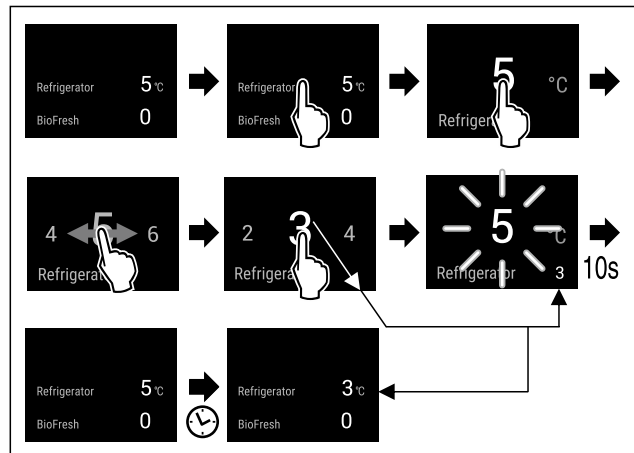 Refrigerator 5 °C
BioFresh 0
Refrigerator 5 °C
BioFresh 0
5 °C
Refriger
4 5 6
Refrigerat
2 3 4
Refrigera
5 °C
Refrigerator 3
10s
Refrigerator 5 °C
BioFresh 0
Refrigerator 3 °C
BioFresh 0